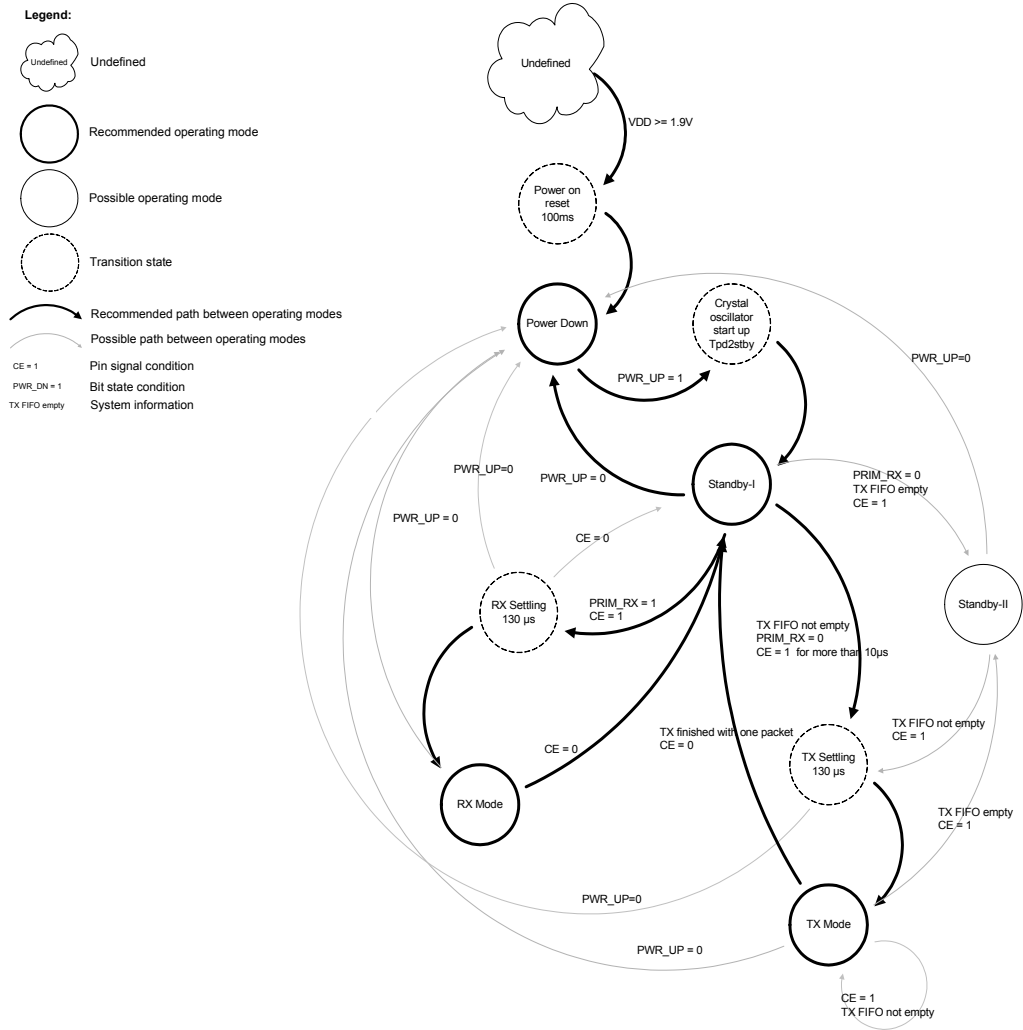 Legend:
Undefined
Undefined
Recommended operating mode
Possible operating mode
Transition state
Recommended path between operating modes
Possible path between operating modes
CE = 1
Pin signal condition
PWR_DN = 1
Bit state condition
TX FIFO empty
System information
Undefined
VDD >= 1.9V
Power on
reset
100ms
Power Down
Crystal
oscillator
start up
Tpd2stby
PWR_UP = 1
PWR_UP=0
PWR_UP=0
PWR_UP = 0
Standby-I
PRIM_RX = 0
TX FIFO empty
CE = 1
PWR_UP = 0
CE = 0
RX Settling
130 µs
PRIM_RX = 1
CE = 1
Standby-II
TX FIFO not empty
PRIM_RX = 0
CE = 1  for more than 10µs
TX FIFO not empty
CE = 1
TX finished with one packet
CE = 0
CE = 0
TX Settling
130 µs
RX Mode
TX FIFO empty
CE = 1
PWR_UP=0
TX Mode
PWR_UP = 0
CE = 1
TX FIFO not empty